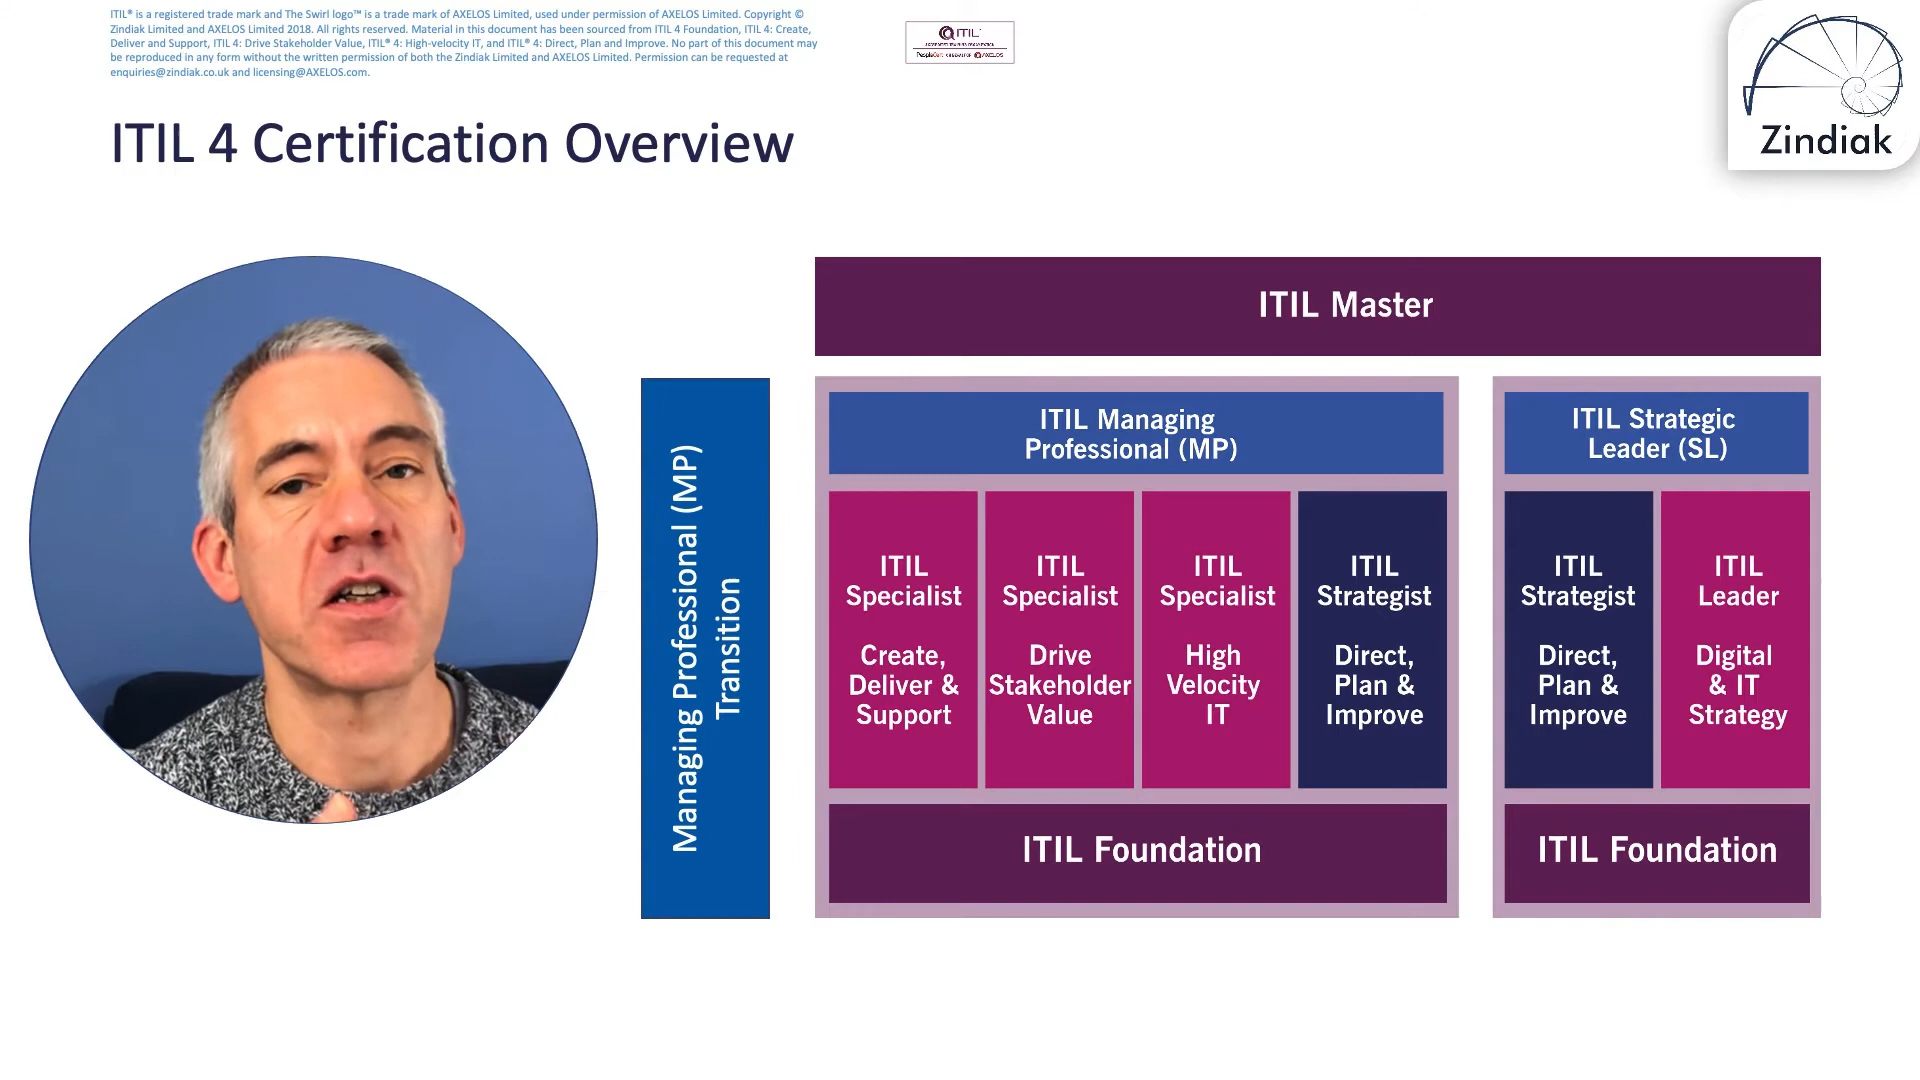 ITIL® is a registered trade mark and The Swirl logo™ is a trade mark of AXELOS Limited, used under permission of AXELOS Limited. Copyright ©
Zindiak Limited and AXELOS Limited 2018. All rights reserved. Material in this document has been sourced from ITIL 4 Foundation, ITIL 4: Create,
Deliver and Support, ITIL 4: Drive Stakeholder Value, ITIL® 4: High-velocity IT, and ITIL® 4: Direct, Plan and Improve. No part of this document may
be reproduced in any form without the written permission of both the Zindiak Limited and AXELOS Limited. Permission can be requested at
enquiries@zindiak.co.uk and licensing@AXELOS.com.
ITIL
PeopleCert
AXELOS
Zindiak
ITIL 4 Certification Overview
ITIL Master
Managing Professional (MP)
Transition
ITIL Managing
Professional (MP)
ITIL Specialist
Create,
Deliver &
Support
ITIL
Specialist
Drive
Stakeholder
Value
ITIL
Specialist
High
Velocity
IT
ITIL
Strategist
Direct,
Plan &
Improve
ITIL Foundation
ITIL Strategic
Leader (SL)
ITIL
Strategist
Direct,
Plan &
Improve
ITIL
Leader
Digital
& IT
Strategy
ITIL Foundation